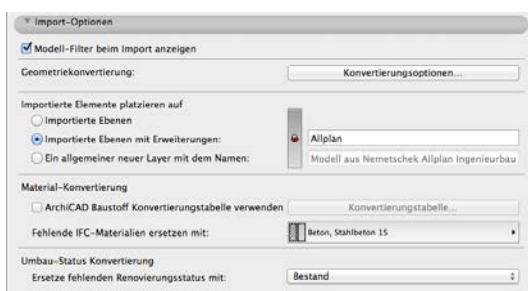 Import-Optionen
Modell-Filter beim Import anzeigen
Geometriekonvertierung: Konvertierungsoptionen...
Importierte Elemente platzieren auf
Importierte Ebenen
Importierte Ebenen mit Erweiterungen: Allplan
Ein allgemeiner neuer Layer mit dem Namen: Modell aus Nemetschek Allplan Ingenieurbau
Material-Konvertierung
ArchiCAD Baustoff Konvertierungstabelle verwenden Konvertierungstabelle...
Fehlende IFC-Materialien ersetzen mit: Beton, Stahlbeton 15
Umbau-Status Konvertierung
Ersetze fehlenden Renovierungsstatus mit: Bestand